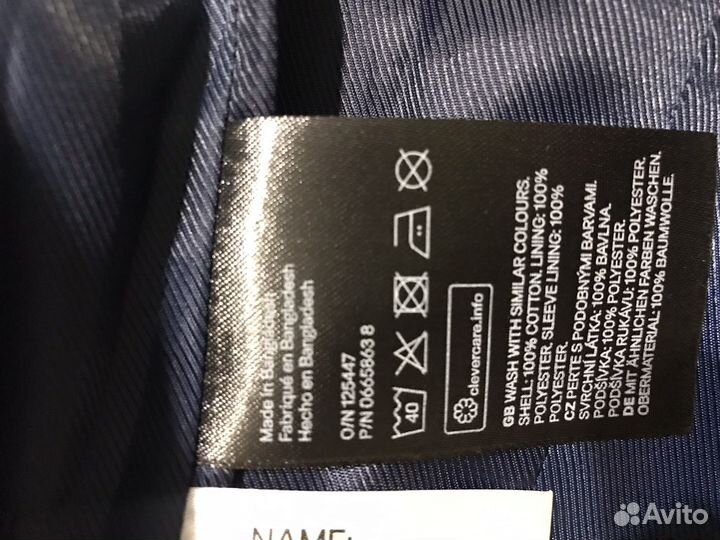 Made in Bangladesh
Fabriqué en Bangladesh
Hecho en Bangladesh
O/N 125447
P/N 0665863 8
40
clevercare.info
GB WASH WITH SIMILAR COLOURS.
SHELL: 100% COTTON. LINING: 100%
POLYESTER, SLEEVE LINING: 100%
POLYESTER.
CZ PERTE S PODOBNÝMI BARVAMI.
SVRCHNÍ LÁTKA: 100% BAVLNA.
PODŠÍVKA: 100% POLYESTER.
PODŠÍVKA RUKÁVU: 100% POLYESTER.
DE MIT ÄHNLICHEN FARBEN WASCHEN.
OBERMATERIAL: 100% BAUMWOLLE.
NAME:
Avito